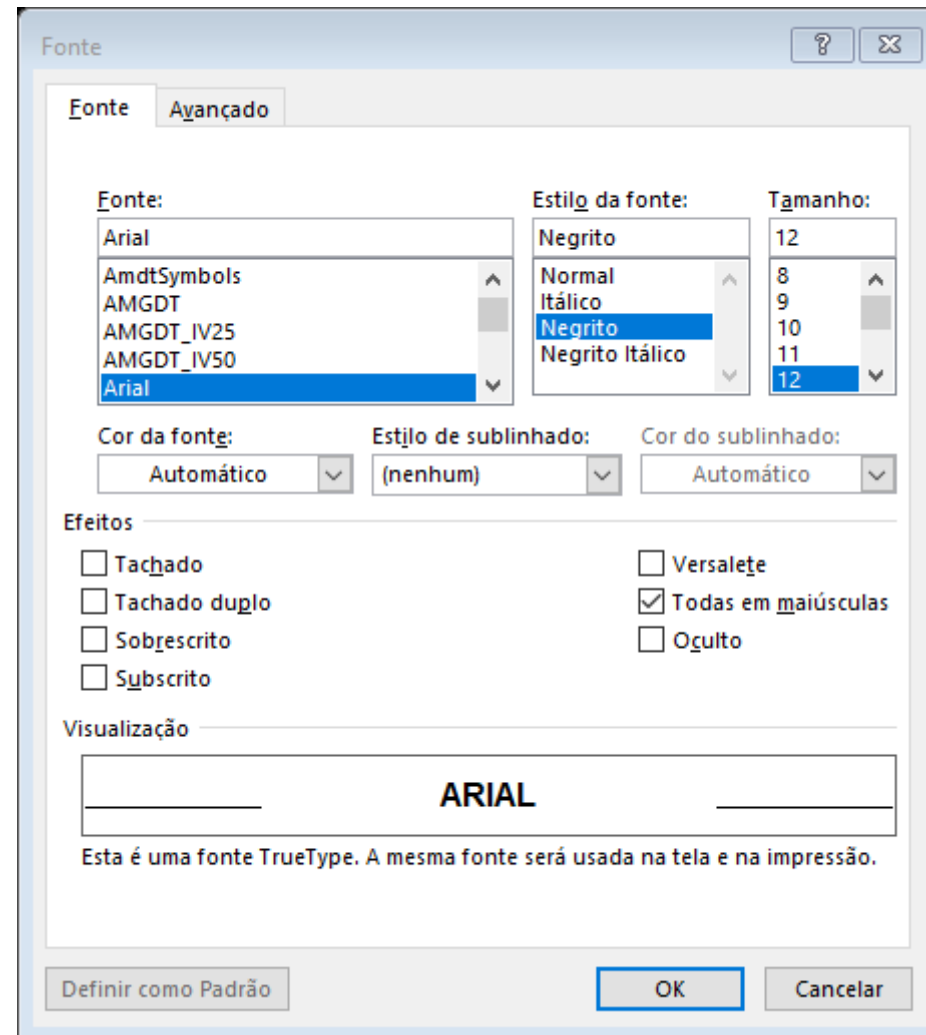 Fonte
Fonte Avançado
Fonte: Estilo da fonte: Tamanho:
Arial Negrito 12
AmdtSymbols Normal 8
AMGDT Itálico 9
AMGDT_IV25 Negrito 10
AMGDT_IV50 Negrito Itálico 11
Arial 12
Cor da fonte: Estilo de sublinhado: Cor do sublinhado:
Automático (nenhum) Automático
Efeitos
Tachado Versalete
Tachado duplo Todas em maiúsculas
Sobrescrito Oculto
Subscrito
Visualização
ARIAL
Esta é uma fonte TrueType. A mesma fonte será usada na tela e na impressão.
Definir como Padrão OK Cancelar